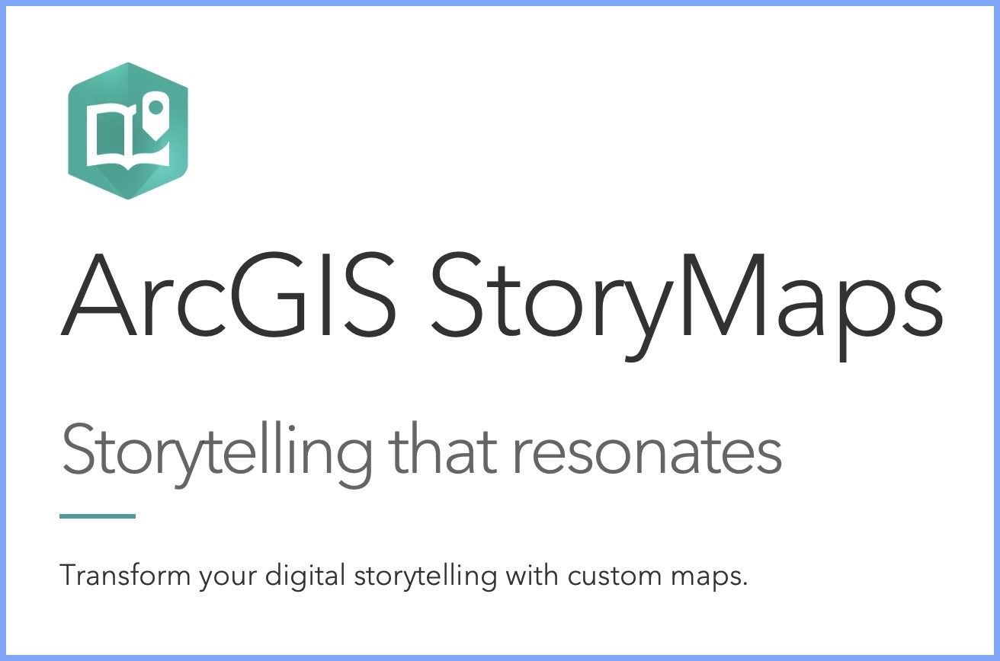 ArcGIS StoryMaps
Storytelling that resonates
Transform your digital storytelling with custom maps.